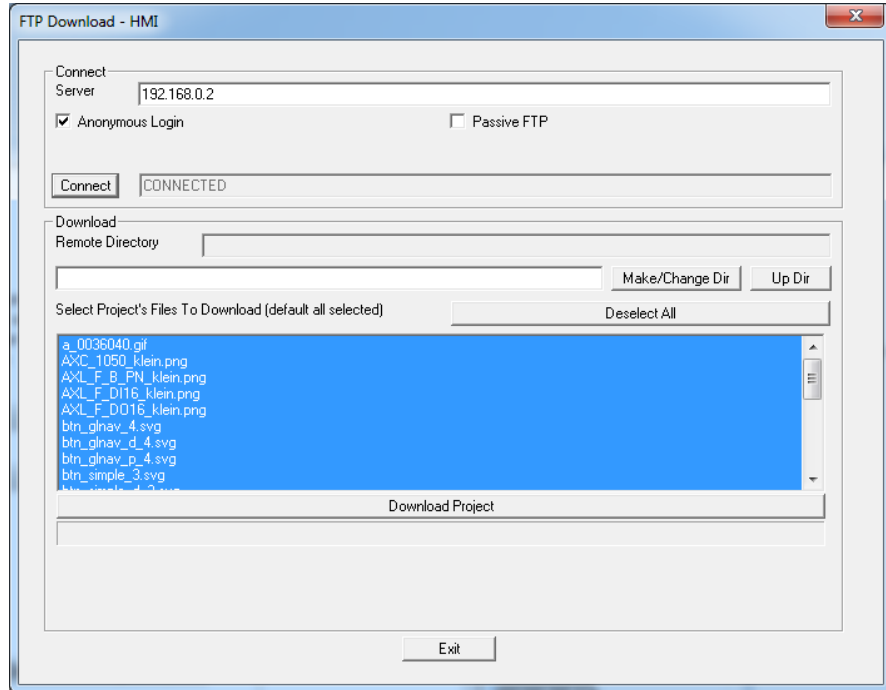 FTP Download - HMI
Connect
Server
192.168.0.2
Anonymous Login
Passive FTP
Connect
CONNECTED
Download
Remote Directory
Make/Change Dir
Up Dir
Select Project's Files To Download (default all selected)
Deselect All
a_0036040.gif
AXC_1050_klein.png
AXL_F_B_PN_klein.png
AXL_F_DI16_klein.png
AXL_F_DO16_klein.png
btn_glnav_4.svg
btn_glnav_d_4.svg
btn_glnav_p_4.svg
btn_simple_3.svg
Download Project
Exit